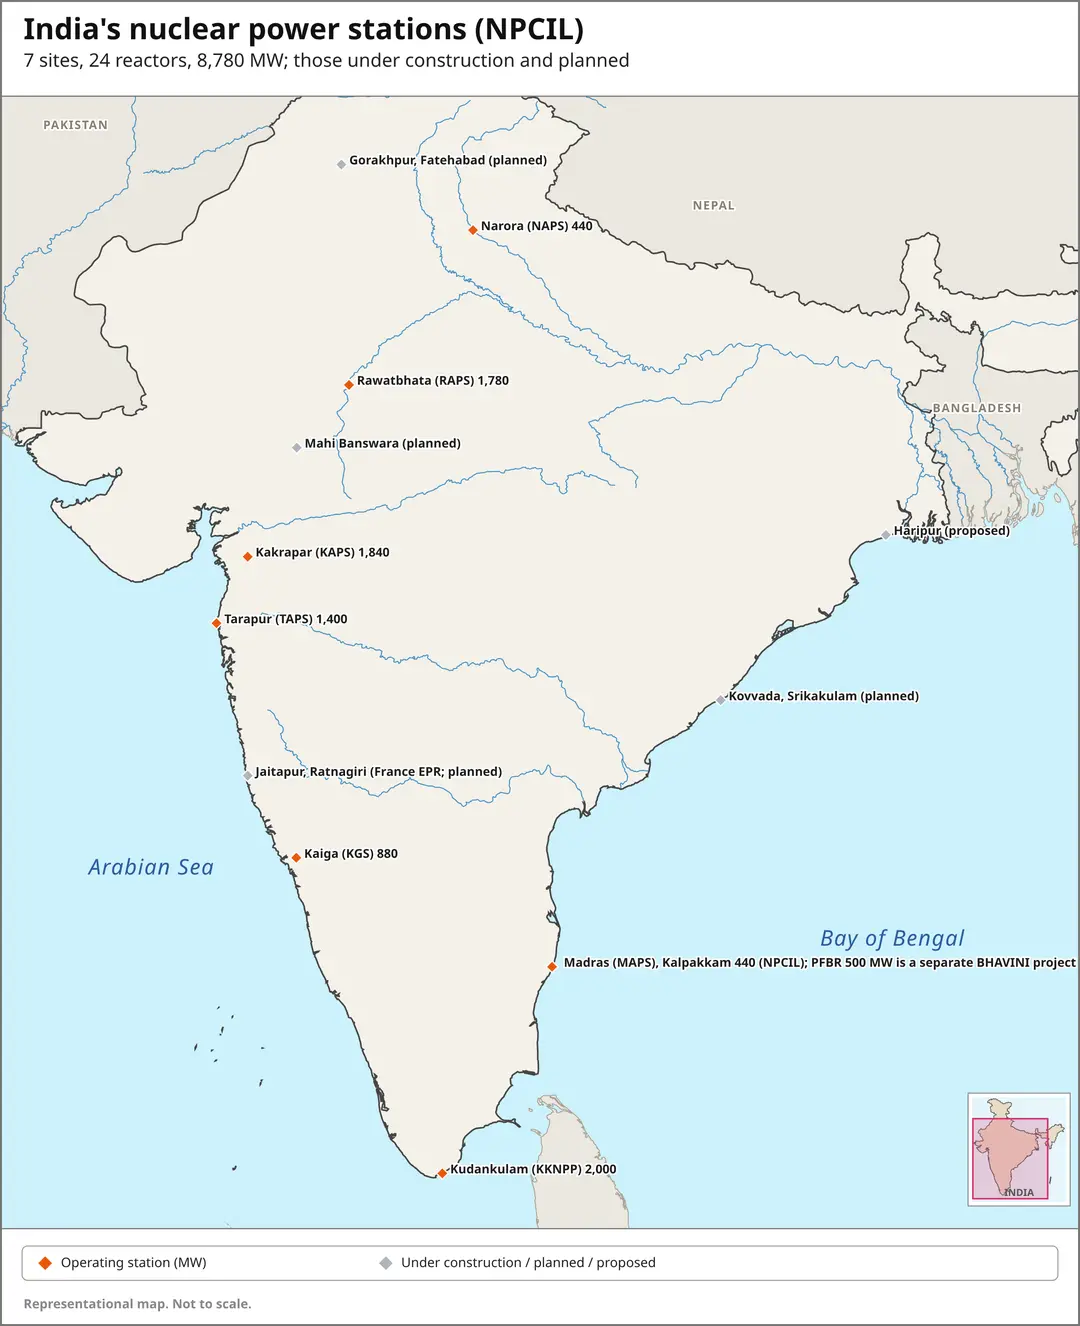 India's nuclear power stations (NPCIL)
7 sites, 24 reactors, 8,780 MW; those under construction and planned
PAKISTAN
Gorakhpur, Fatehabad (planned)
NEPAL
Narora (NAPS) 440
Rawatbhata (RAPS) 1,780
BANGLADESH
Mahi Banswara (planned)
Haripur (proposed)
Kakrapar (KAPS) 1,840
Tarapur (TAPS) 1,400
Kovvada, Srikakulam (planned)
Jaitapur, Ratnagiri (France EPR; planned)
Kaiga (KGS) 880
Arabian Sea
Bay of Bengal
Madras (MAPS), Kalpakkam 440 (NPCIL); PFBR 500 MW is a separate BHAVINI project
Kudankulam (KKNPP) 2,000
INDIA
Operating station (MW)
Under construction / planned / proposed
Representational map. Not to scale.